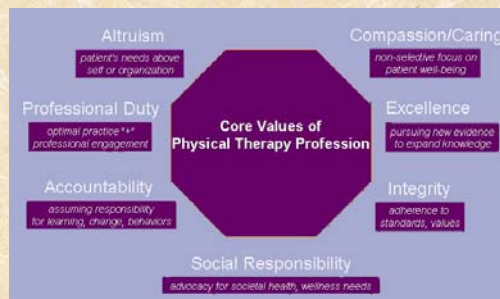 Altruism
patient's needs above
self or organization
Compassion/Caring
non-selective focus on
patient well-being
Professional Duty
optimal practice "+"
professional engagement
Core Values of
Physical Therapy Profession
Excellence
pursuing new evidence
to expand knowledge
Accountability
assuming responsibility
for learning, change, behaviors
Integrity
adherence to
standards, values
Social Responsibility
advocacy for societal health, wellness needs